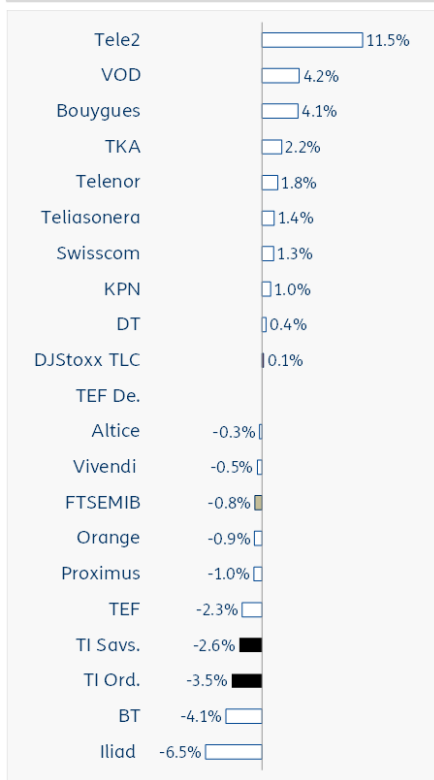 Tele2 11.5%
VOD 4.2%
Bouygues 4.1%
TKA 2.2%
Telenor 1.8%
Teliasonera 1.4%
Swisscom 1.3%
KPN 1.0%
DT 0.4%
DJStoxx TLC 0.1%
TEF De.
Altice -0.3%
Vivendi -0.5%
FTSEMIB -0.8%
Orange -0.9%
Proximus -1.0%
TEF -2.3%
TI Savs. -2.6%
TI Ord. -3.5%
BT -4.1%
Iliad -6.5%